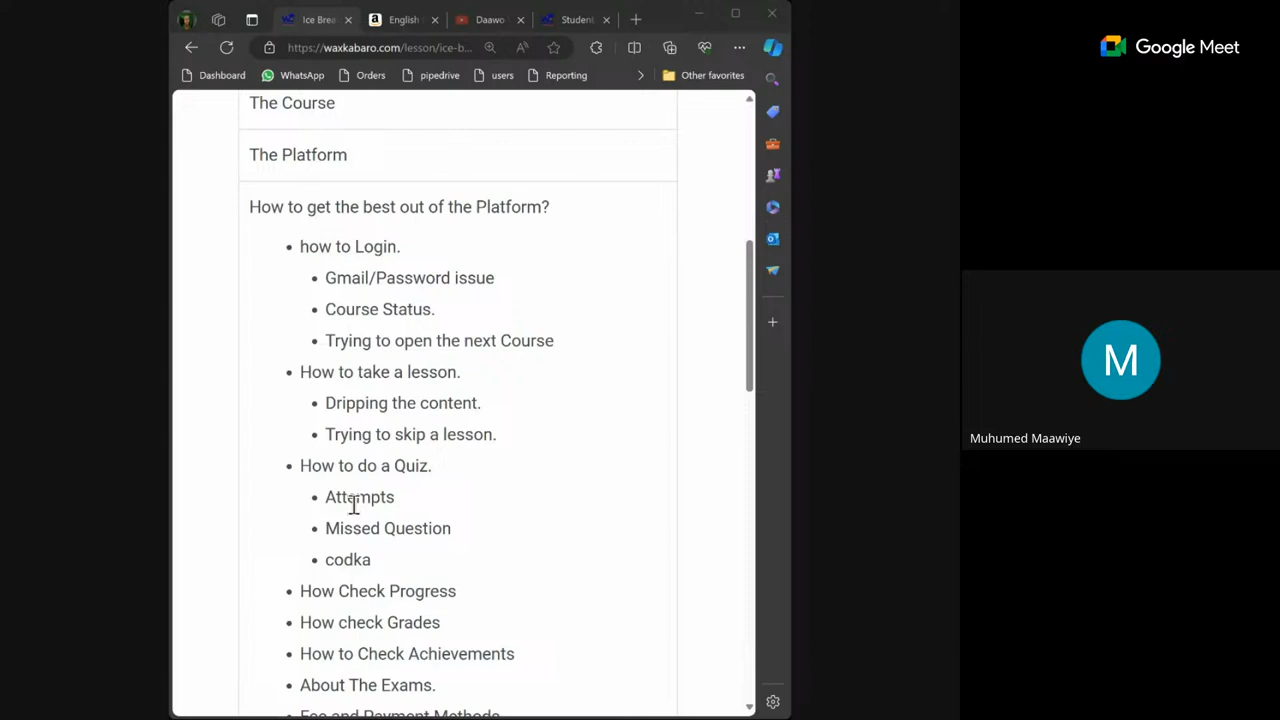 Ice Brea
English
Daawo
Student
https://waxkabaro.com/lesson/ice-b...
Dashboard
WhatsApp
Orders
pipedrive
users
Reporting
Other favorites
Google Meet
The Course
The Platform
How to get the best out of the Platform?
how to Login.
Gmail/Password issue
Course Status.
Trying to open the next Course
How to take a lesson.
Dripping the content.
Trying to skip a lesson.
How to do a Quiz.
Attempts
Missed Question
codka
How Check Progress
How check Grades
How to Check Achievements
About The Exams.
Fee and Payment Methods
M
Muhumed Maawiye